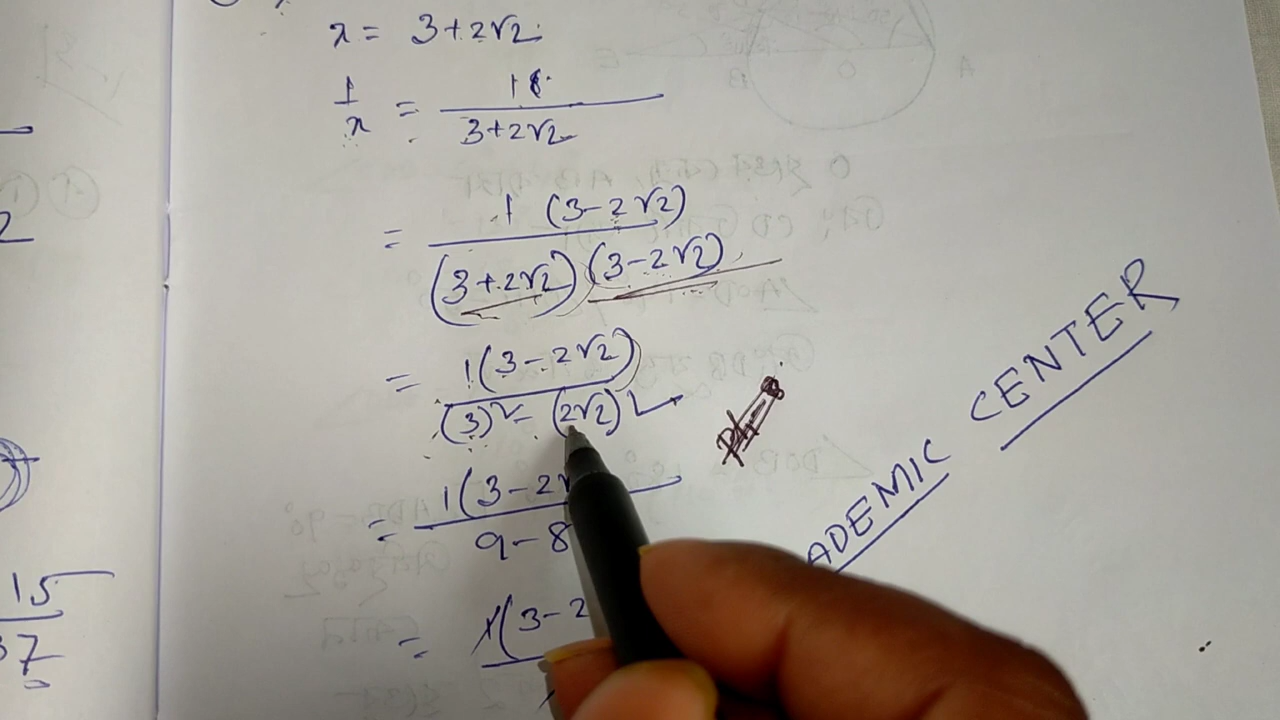 x = 3+2√2
1/x = 1/(3+2√2)
= 1 (3-2√2)/((3+2√2)(3-2√2))
= 1(3-2√2)/((3)² - (2√2)²)
= 1(3-2√
9-8
= 1(3-2
ADEMIC CENTER
2
15
37